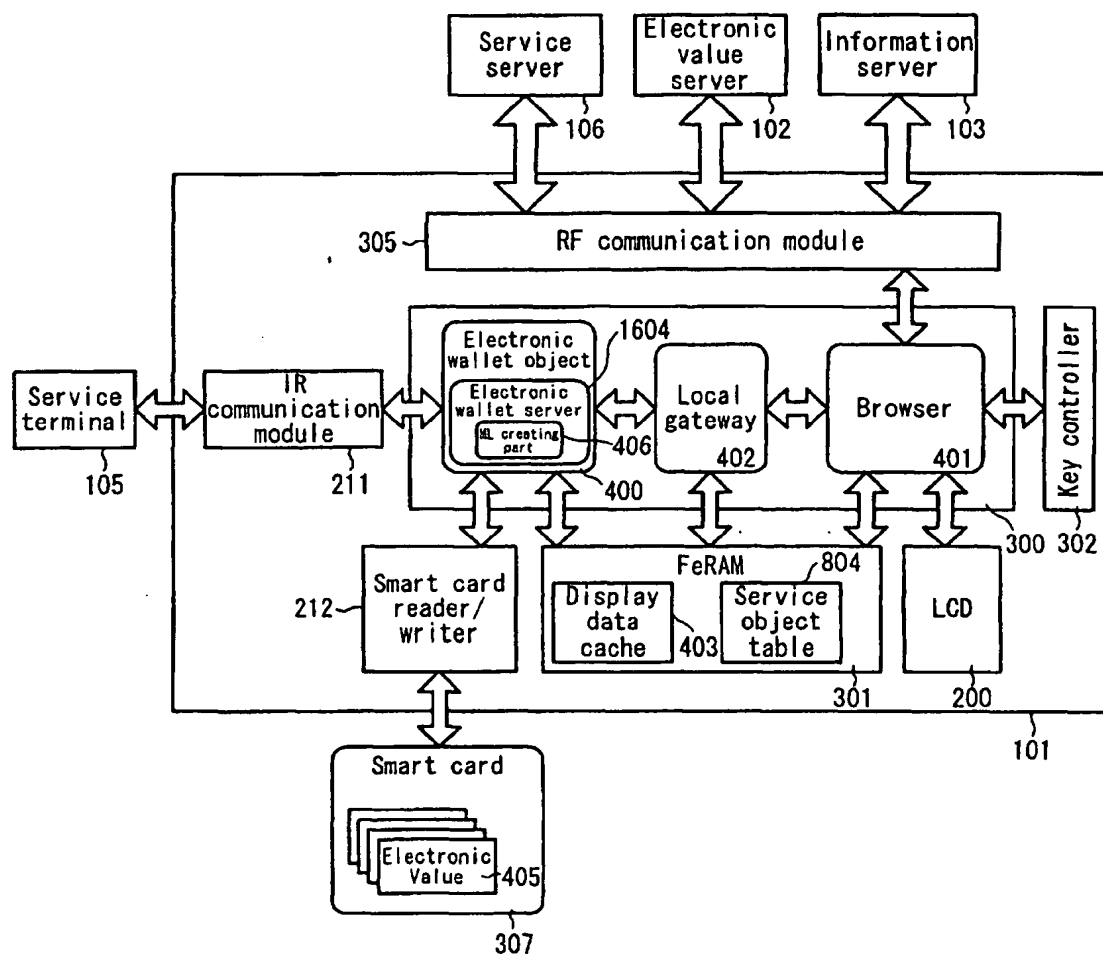 Service
server
106
Electronic
value server
102
Information
server
103
305
RF communication module
Electronic
wallet object
1604
Electronic
wallet server
ML creating
part
406
400
Local
gateway
402
Browser
401
300
Key controller
302
Service
terminal
105
IR
communication
module
211
212
Smart card
reader/
writer
FeRAM
804
Display
data
cache
403
Service
object
table
301
LCD
200
101
Smart card
Electronic
Value
405
307